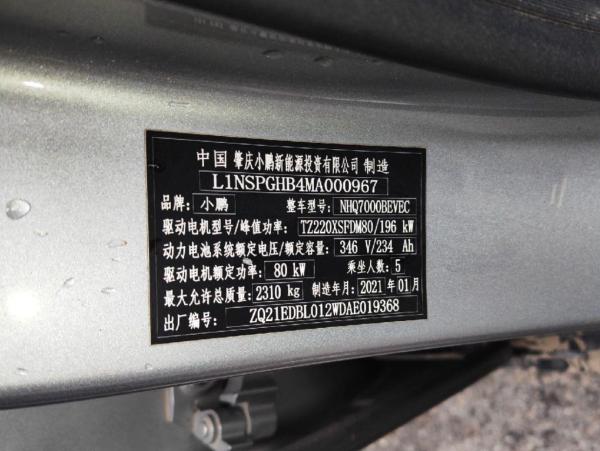 中国 肇庆小鹏新能源投资有限公司 制造
L1NSPGHB4MA000967
品牌: 小鹏 整车型号: NHQ7000BEVEC
驱动电机型号/峰值功率: TZ220XSFDM80/196 kW
动力电池系统额定电压/额定容量: 346 V/234 Ah
驱动电机额定功率: 80 kW 乘坐人数: 5
最大允许总质量: 2310 kg 制造年月: 2021 年 01 月
出厂编号: ZQ21EDBL012WDAE019368